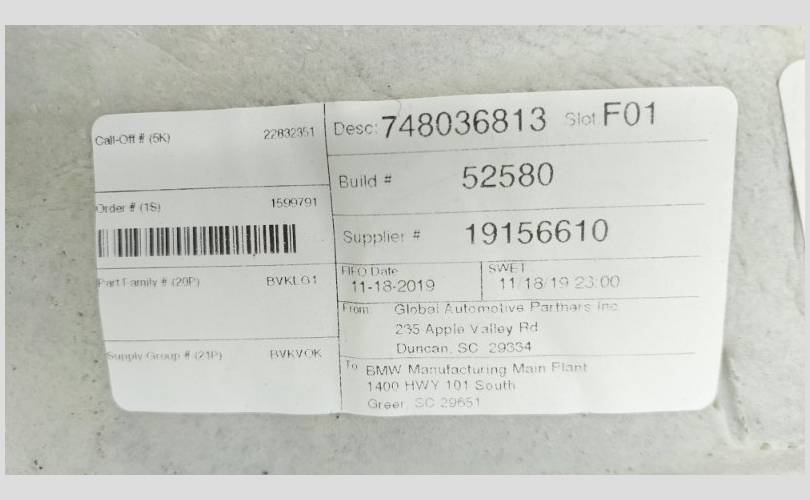 Call-Off # (5K) 22832351
Order # (1S) 1599791
Part Family # (20P) BVKLG1
Supply Group # (21P) BVKVOK
Desc: 748036813 Slot F01
Build # 52580
Supplier # 19156610
FIFO Date
11-18-2019
SWET
11/18/19 23:00
From: Global Automotive Partners Inc
235 Apple Valley Rd
Duncan, SC 29334
To BMW Manufacturing Main Plant
1400 HWY 101 South
Greer, SC 29651